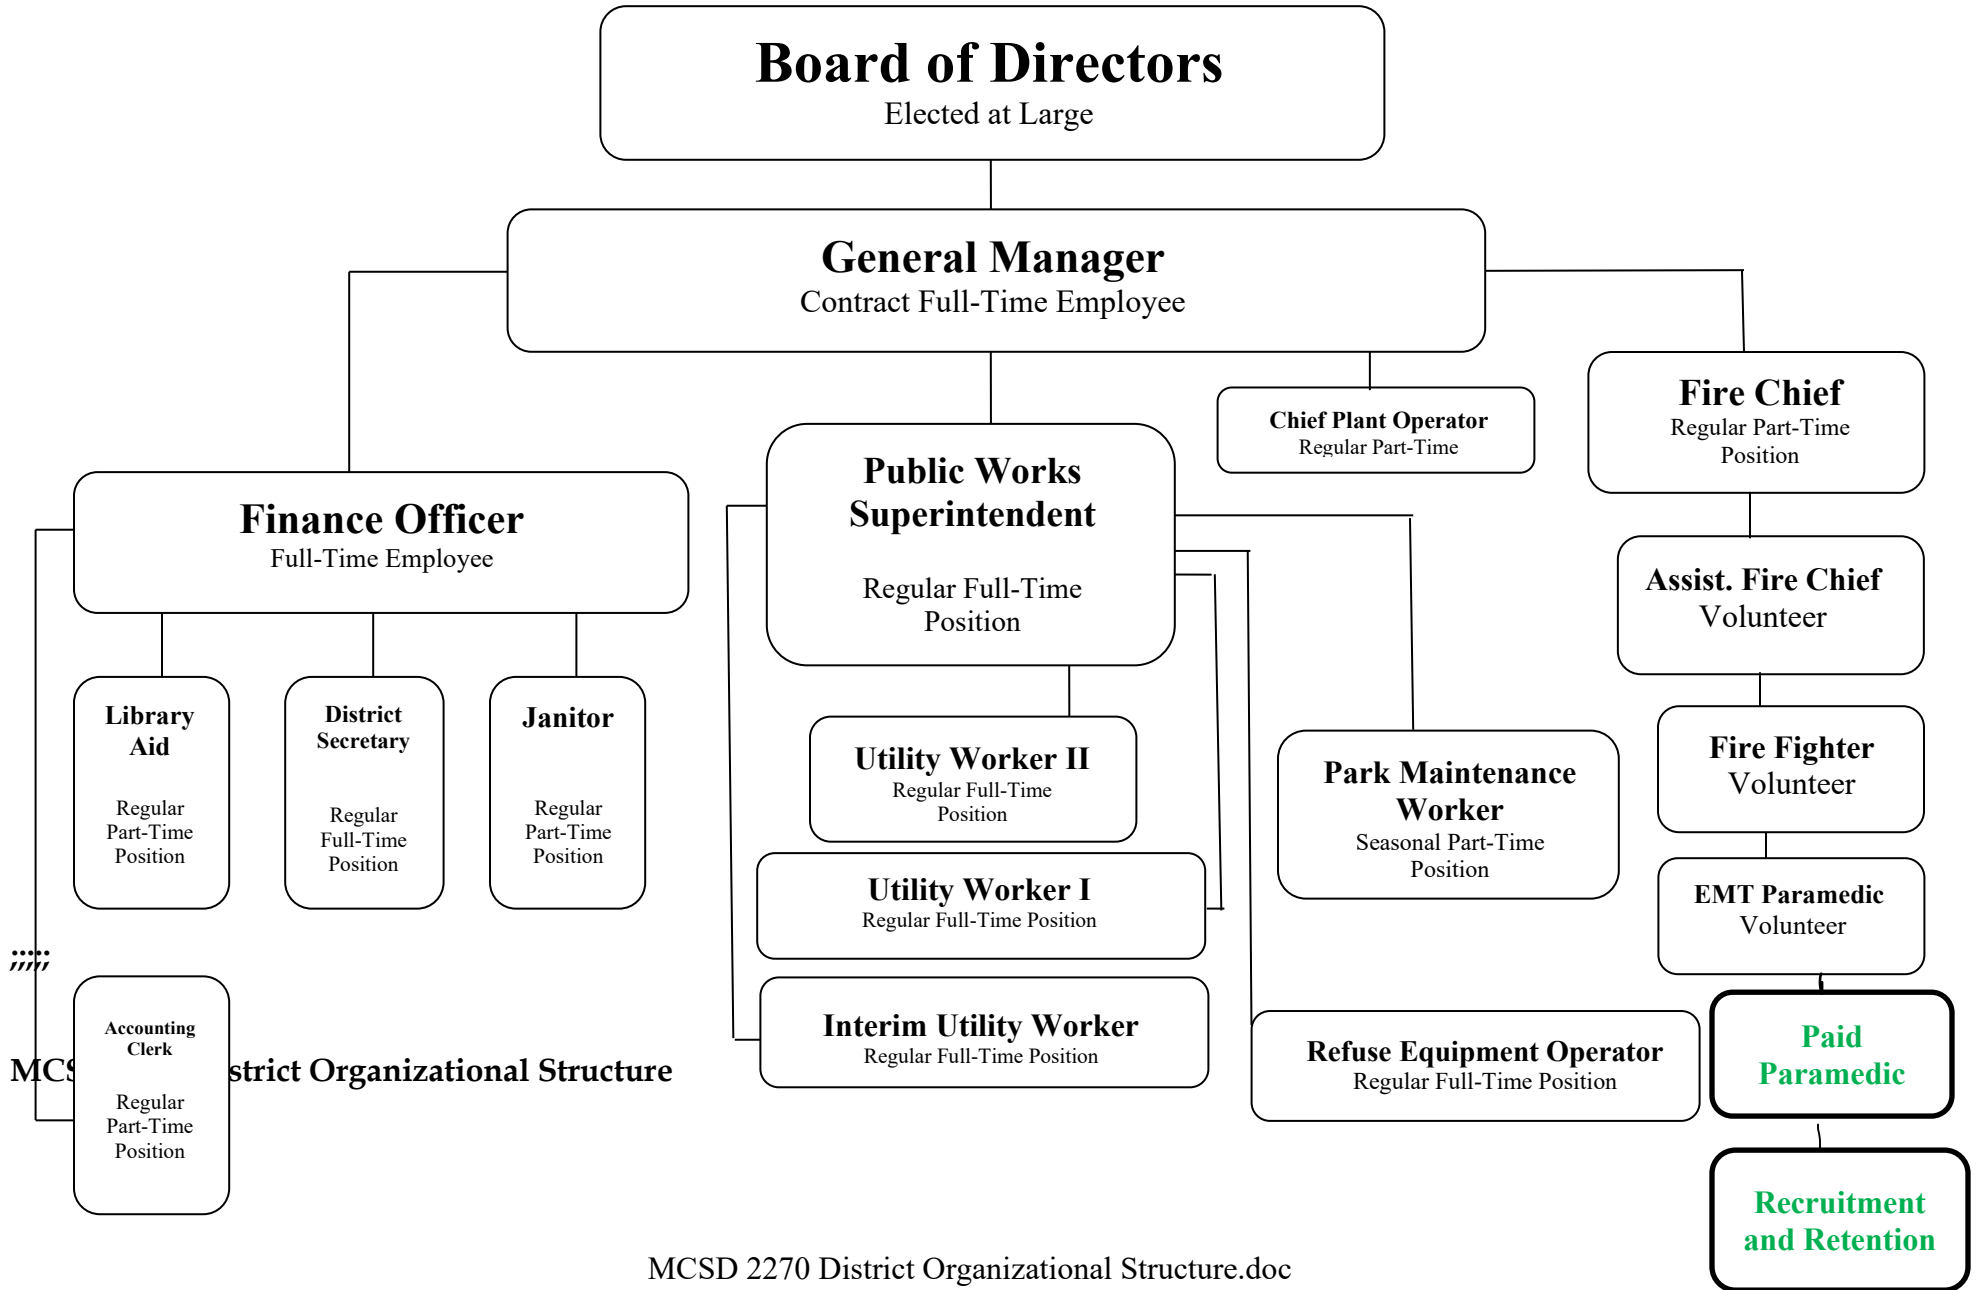 Board of Directors
Elected at Large
General Manager
Contract Full-Time Employee
Finance Officer
Full-Time Employee
Public Works
Superintendent
Regular Full-Time
Position
Chief Plant Operator
Regular Part-Time
Fire Chief
Regular Part-Time
Position
Assist. Fire Chief
Volunteer
Library
Aid
Regular
Part-Time
Position
District
Secretary
Regular
Full-Time
Position
Janitor
Regular
Part-Time
Position
Utility Worker II
Regular Full-Time
Position
Park Maintenance
Worker
Seasonal Part-Time
Position
Fire Fighter
Volunteer
Utility Worker I
Regular Full-Time Position
EMT Paramedic
Volunteer
;;;;;
Accounting
Clerk
Regular
Part-Time
Position
MCS
strict Organizational Structure
Interim Utility Worker
Regular Full-Time Position
Refuse Equipment Operator
Regular Full-Time Position
Paid
Paramedic
Recruitment
and Retention
MCSD 2270 District Organizational Structure.doc